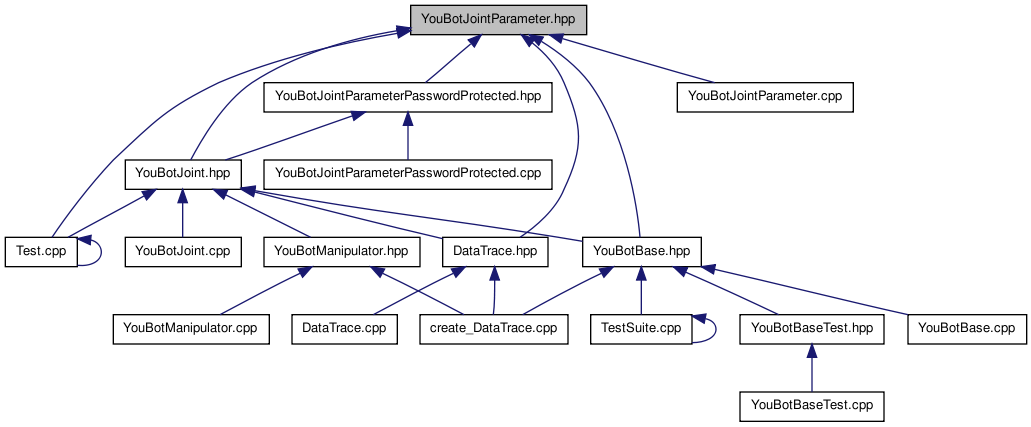 YouBotJointParameter.hpp
YouBotJointParameterPasswordProtected.hpp
YouBotJointParameter.cpp
YouBotJoint.hpp
YouBotJointParameterPasswordProtected.cpp
Test.cpp
YouBotJoint.cpp
YouBotManipulator.hpp
DataTrace.hpp
YouBotBase.hpp
YouBotManipulator.cpp
DataTrace.cpp
create_DataTrace.cpp
TestSuite.cpp
YouBotBaseTest.hpp
YouBotBase.cpp
YouBotBaseTest.cpp